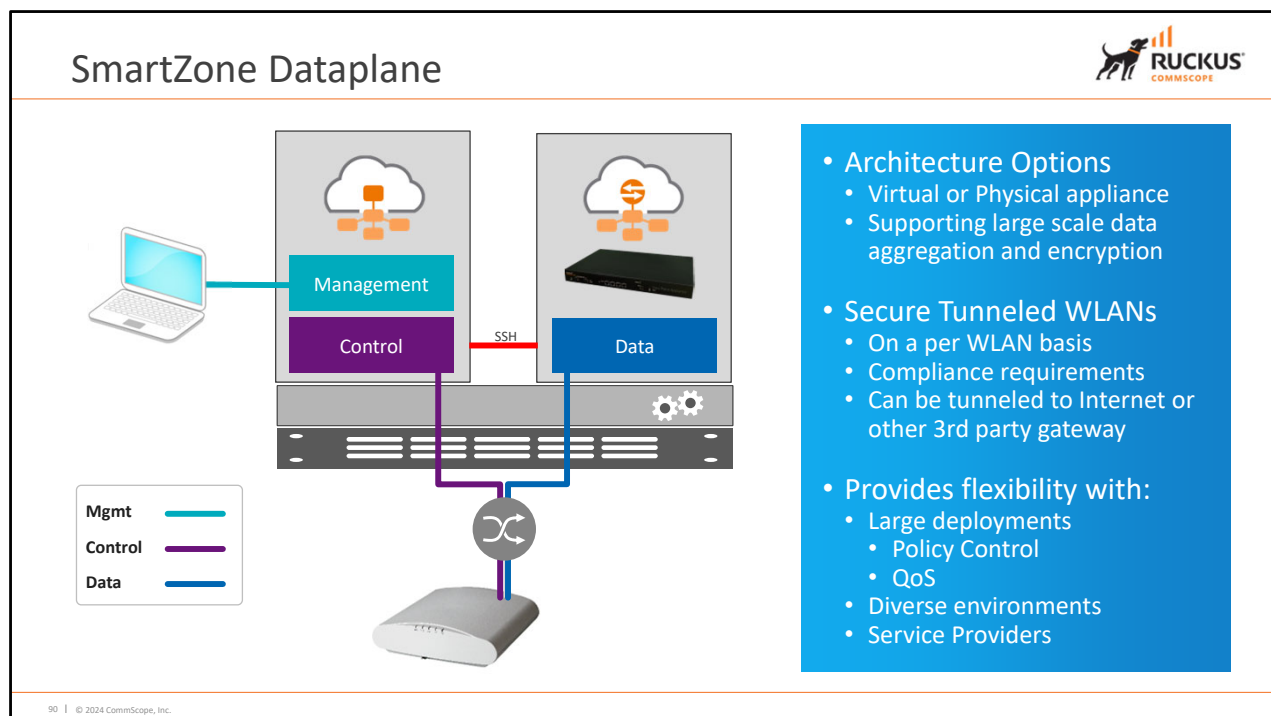 SmartZone Dataplane
RUCKUS
COMMSCOPE
Management
Control
SSH
Data
Mgmt
Control
Data
• Architecture Options
• Virtual or Physical appliance
• Supporting large scale data
aggregation and encryption
• Secure Tunneled WLANs
• On a per WLAN basis
• Compliance requirements
• Can be tunneled to Internet or
other 3rd party gateway
• Provides flexibility with:
• Large deployments
• Policy Control
• QoS
• Diverse environments
• Service Providers
90 | © 2024 CommScope, Inc.